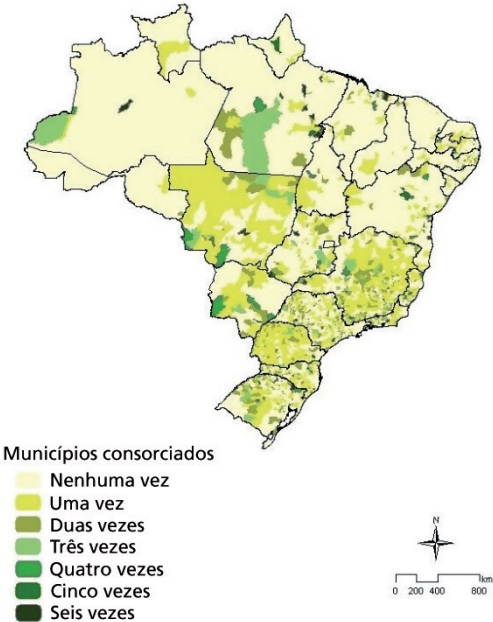 Municípios consorciados
Nenhuma vez
Uma vez
Duas vezes
Três vezes
Quatro vezes
Cinco vezes
Seis vezes
N
km
0 200 400 800